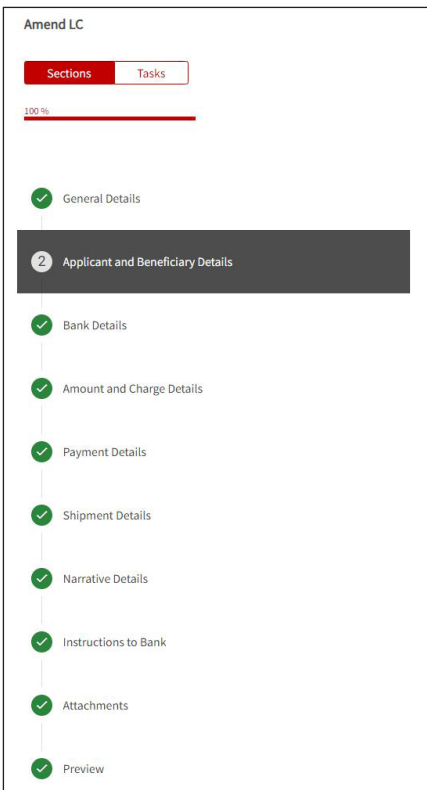 Amend LC
Sections Tasks
100 %
General Details
2 Applicant and Beneficiary Details
Bank Details
Amount and Charge Details
Payment Details
Shipment Details
Narrative Details
Instructions to Bank
Attachments
Preview